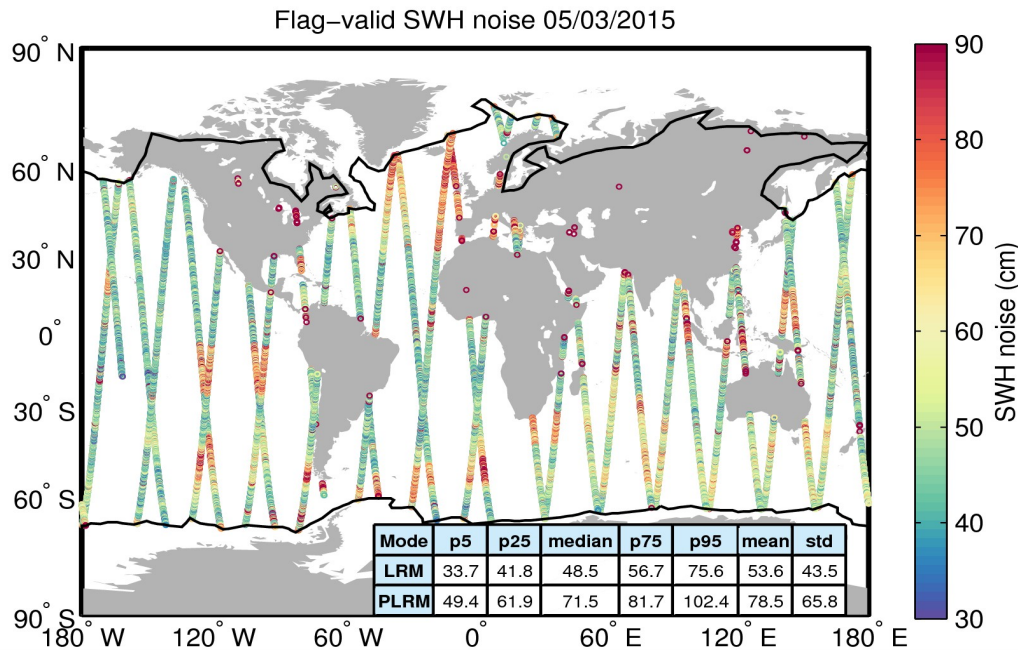 Flag−valid SWH noise 05/03/2015
90° N
60° N
30° N
0°
30° S
60° S
90° S
180° W
120° W
60° W
0°
60° E
120° E
180° E
Mode p5 p25 median p75 p95 mean std
LRM 33.7 41.8 48.5 56.7 75.6 53.6 43.5
PLRM 49.4 61.9 71.5 81.7 102.4 78.5 65.8
90
80
70
60
50
40
30
SWH noise (cm)